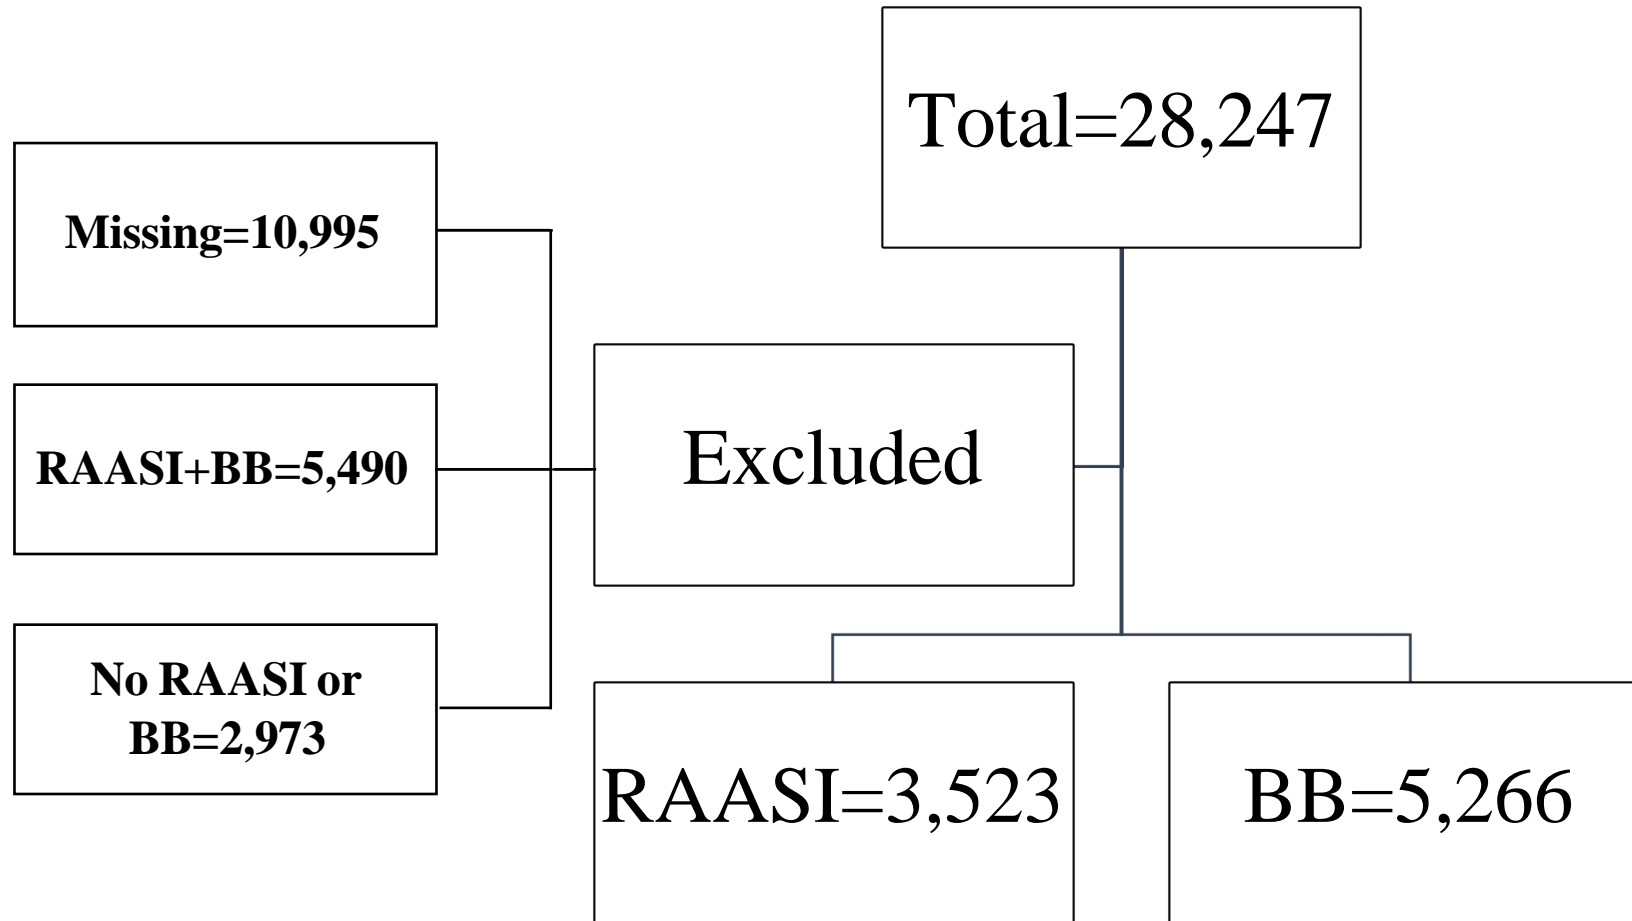 Total=28,247
Missing=10,995
Excluded
RAASI+BB=5,490
No RAASI or
BB=2,973
RAASI=3,523
BB=5,266